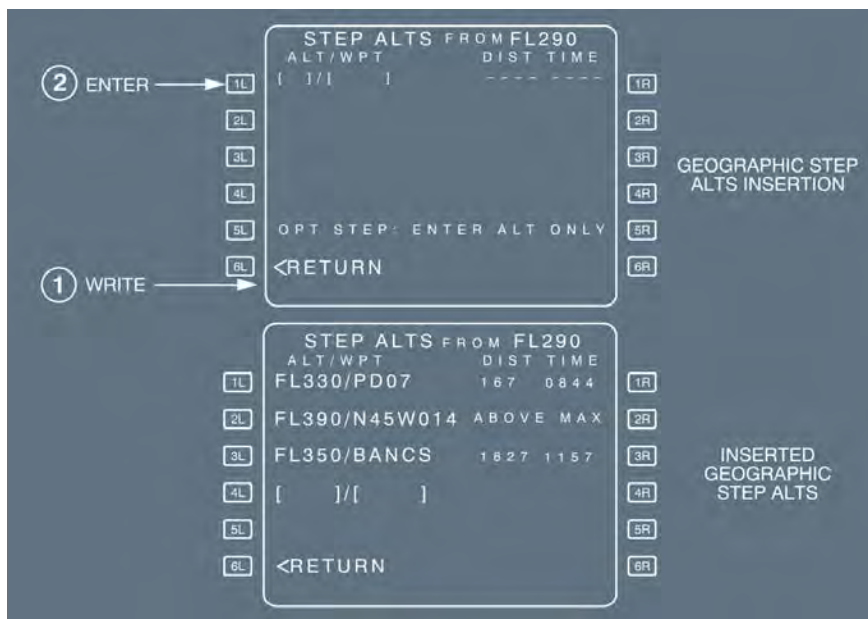 STEP ALTS FROM FL290
ALT/WPT DIST TIME
② ENTER 1L [ ]/[ ] ---- ---- 1R
2L 2R
3L 3R
GEOGRAPHIC STEP
ALTS INSERTION
4L 4R
5L OPT STEP: ENTER ALT ONLY 5R
6L <RETURN 6R
① WRITE
STEP ALTS FROM FL290
ALT/WPT DIST TIME
1L FL330/PD07 167 0844 1R
2L FL390/N45W014 ABOVE MAX 2R
3L FL350/BANCS 1627 1157 3R
INSERTED
GEOGRAPHIC
STEP ALTS
4L [ ]/[ ] 4R
5L 5R
6L <RETURN 6R